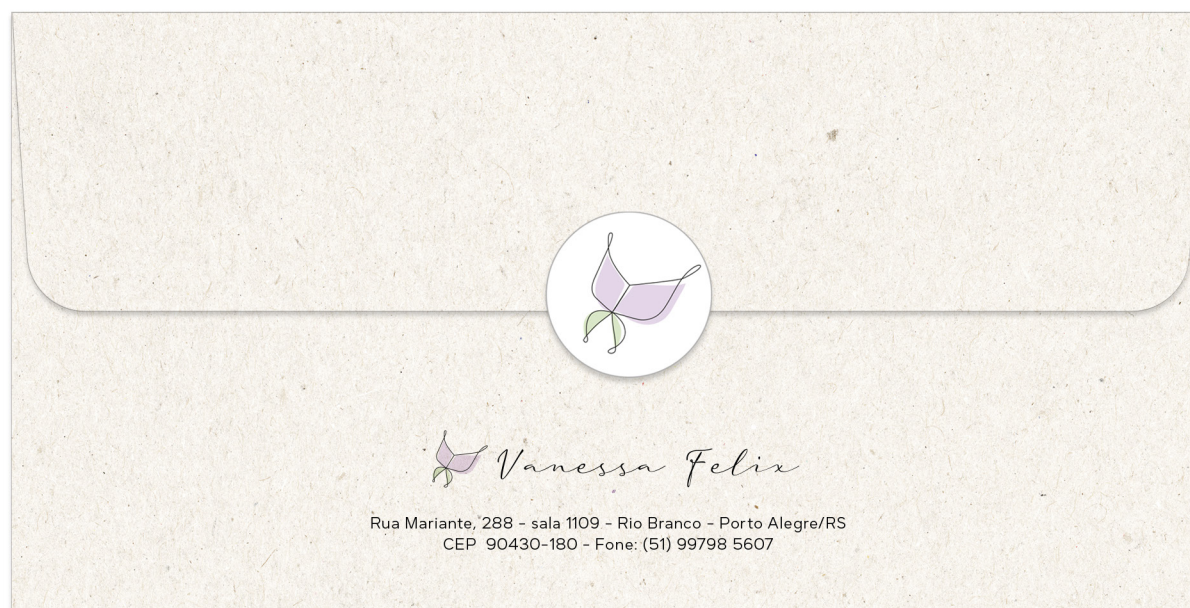 Vanessa Felix
Rua Mariante, 288 - sala 1109 - Rio Branco - Porto Alegre/RS
CEP 90430-180 - Fone: (51) 99798 5607